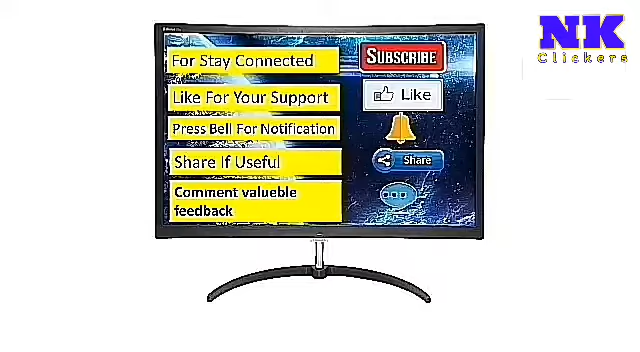 NK
Clickers
For Stay Connected
SUBSCRIBE
Like For Your Support
Like
Press Bell For Notification
Share If Useful
Share
Comment valueble
feedback